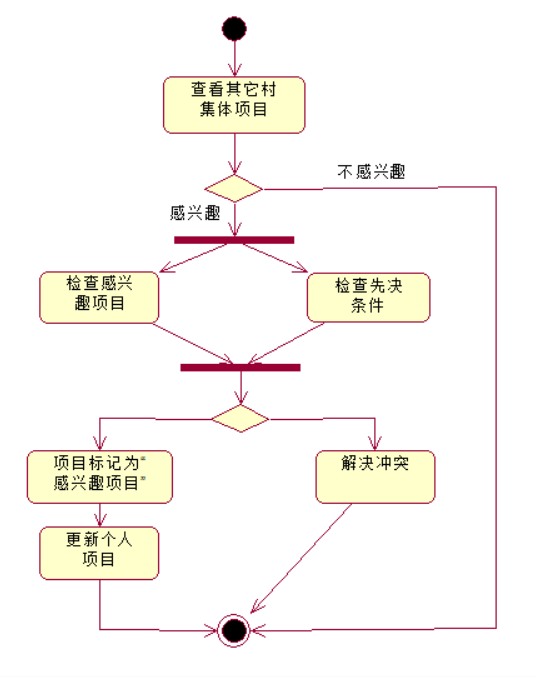 查看其它村
集体项目
不感兴趣
感兴趣
检查感兴
趣项目
检查先决
条件
项目标记为“
感兴趣项目”
解决冲突
更新个人
项目